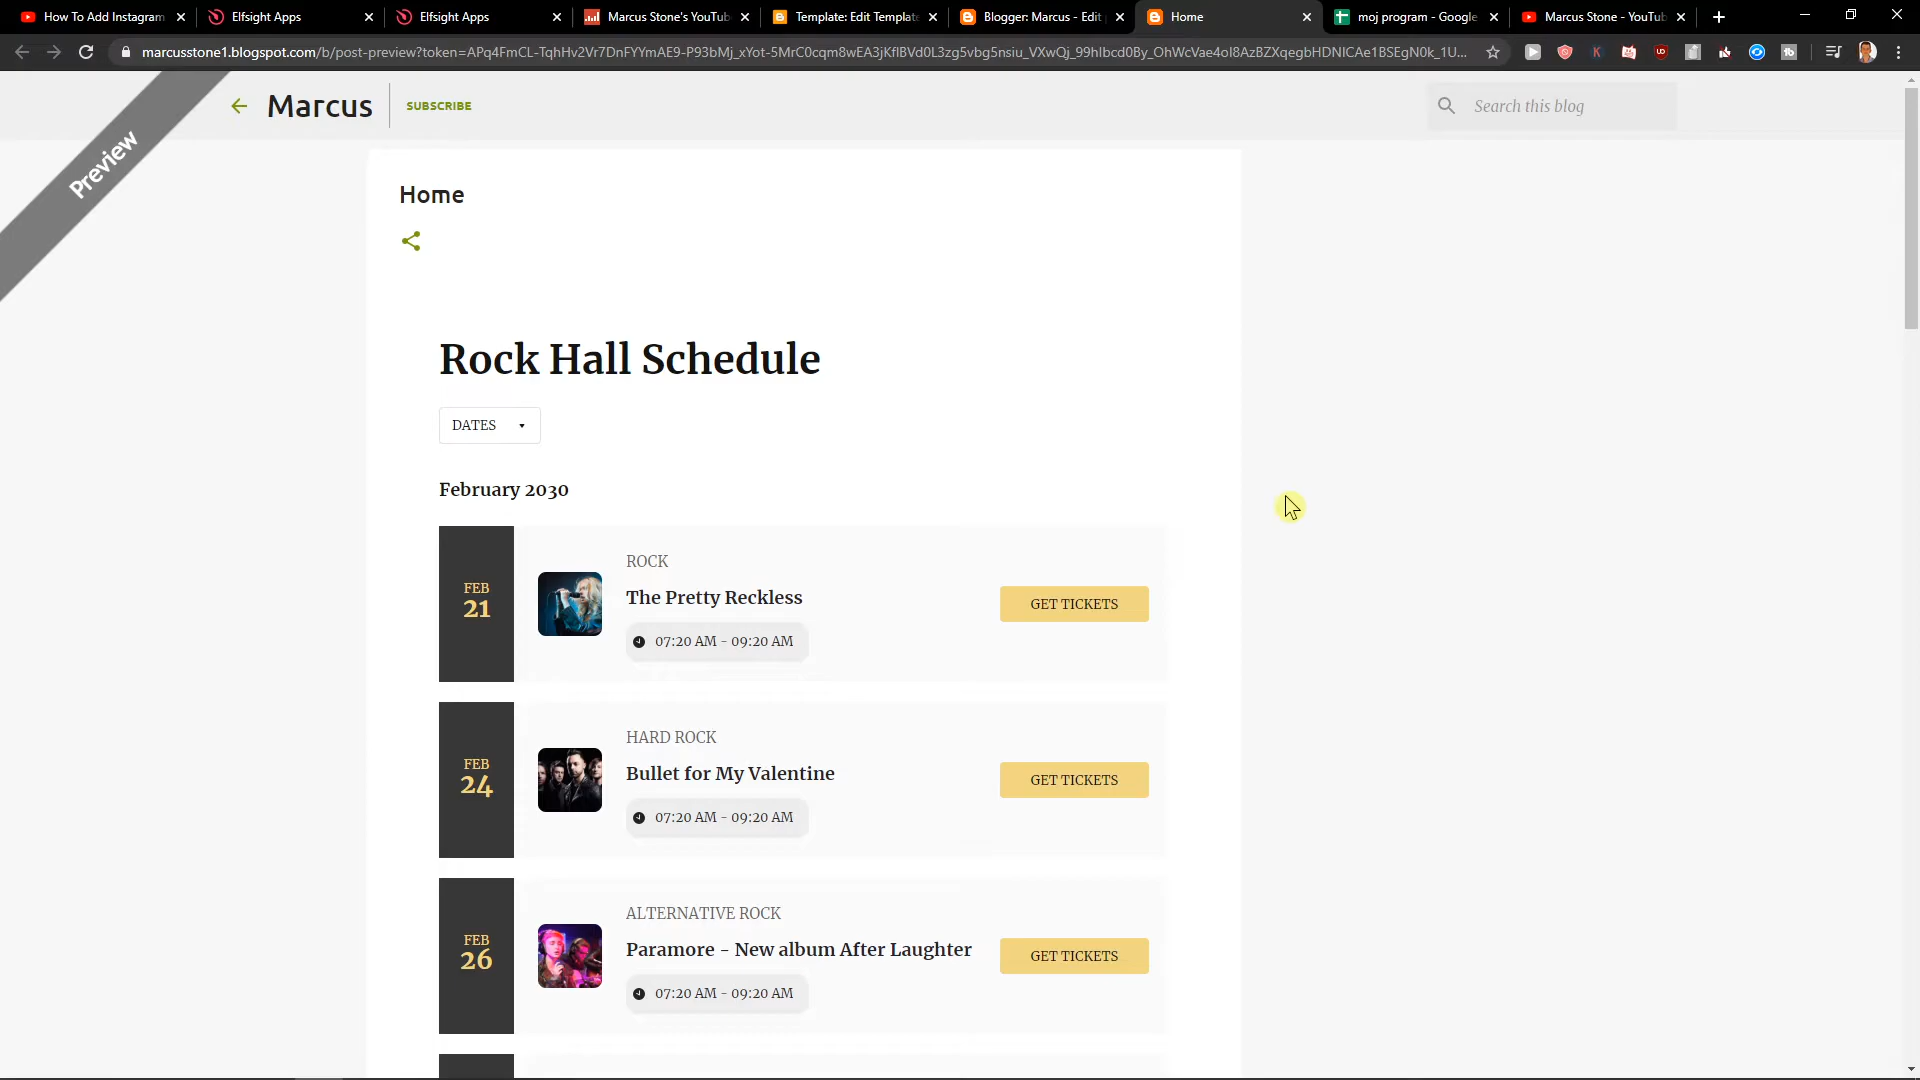 How To Add Instagram
Elfsight Apps
Elfsight Apps
Marcus Stone's YouTub
Template: Edit Template
Blogger: Marcus - Edit
Home
moj program - Google
Marcus Stone - YouTub
marcusstone1.blogspot.com/b/post-preview?token=APq4FmCL-TqhHv2Vr7DnFYYmAE9-P93bMj_xYot-5MrC0cqm8wEA3jKflBVd0L3zg5vbg5nsiu_VXwQj_99hIbcd0By_OhWcVae4oI8AzBZXqegbHDNICAe1BSEgN0k_1U...
Preview
Marcus
SUBSCRIBE
Search this blog
Home
Rock Hall Schedule
DATES
February 2030
FEB
21
ROCK
The Pretty Reckless
07:20 AM - 09:20 AM
GET TICKETS
FEB
24
HARD ROCK
Bullet for My Valentine
07:20 AM - 09:20 AM
GET TICKETS
FEB
26
ALTERNATIVE ROCK
Paramore - New album After Laughter
07:20 AM - 09:20 AM
GET TICKETS